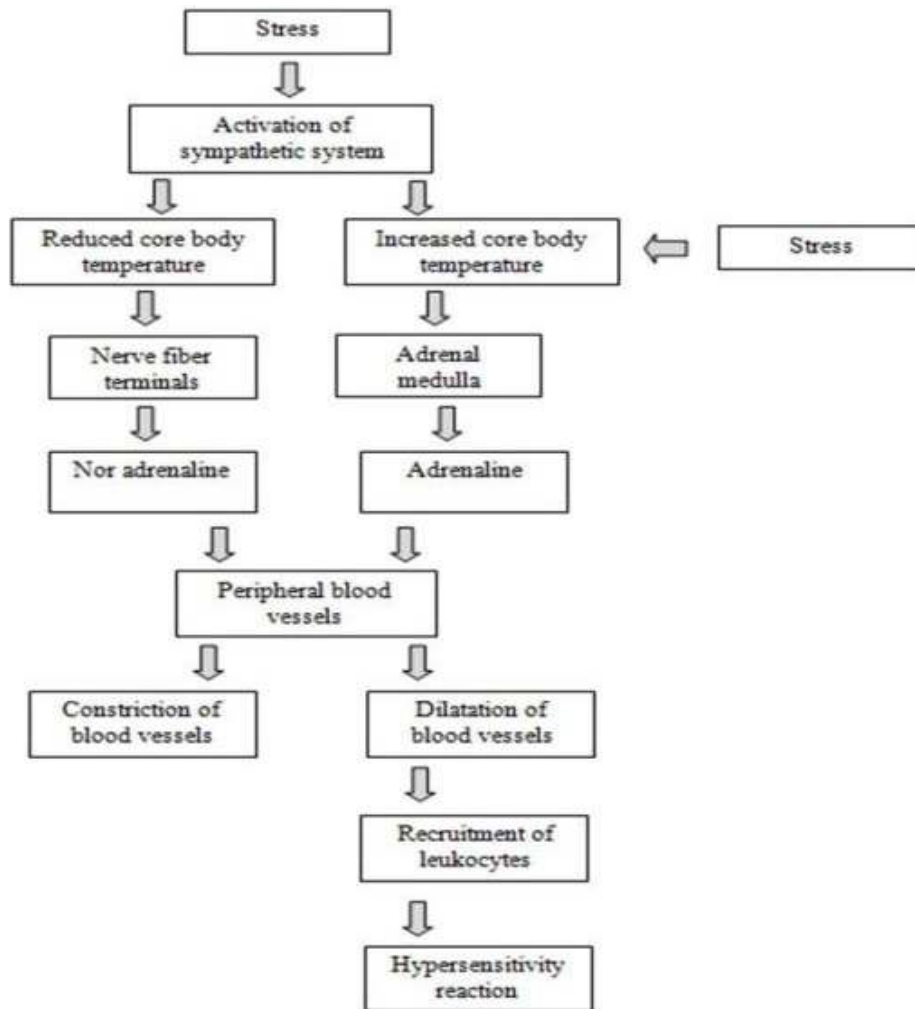 Stress
Activation of
sympathetic system
Reduced core body
temperature
Increased core body
temperature
Stress
Nerve fiber
terminals
Adrenal
medulla
Nor adrenaline
Adrenaline
Peripheral blood
vessels
Constriction of
blood vessels
Dilatation of
blood vessels
Recruitment of
leukocytes
Hypersensitivity
reaction